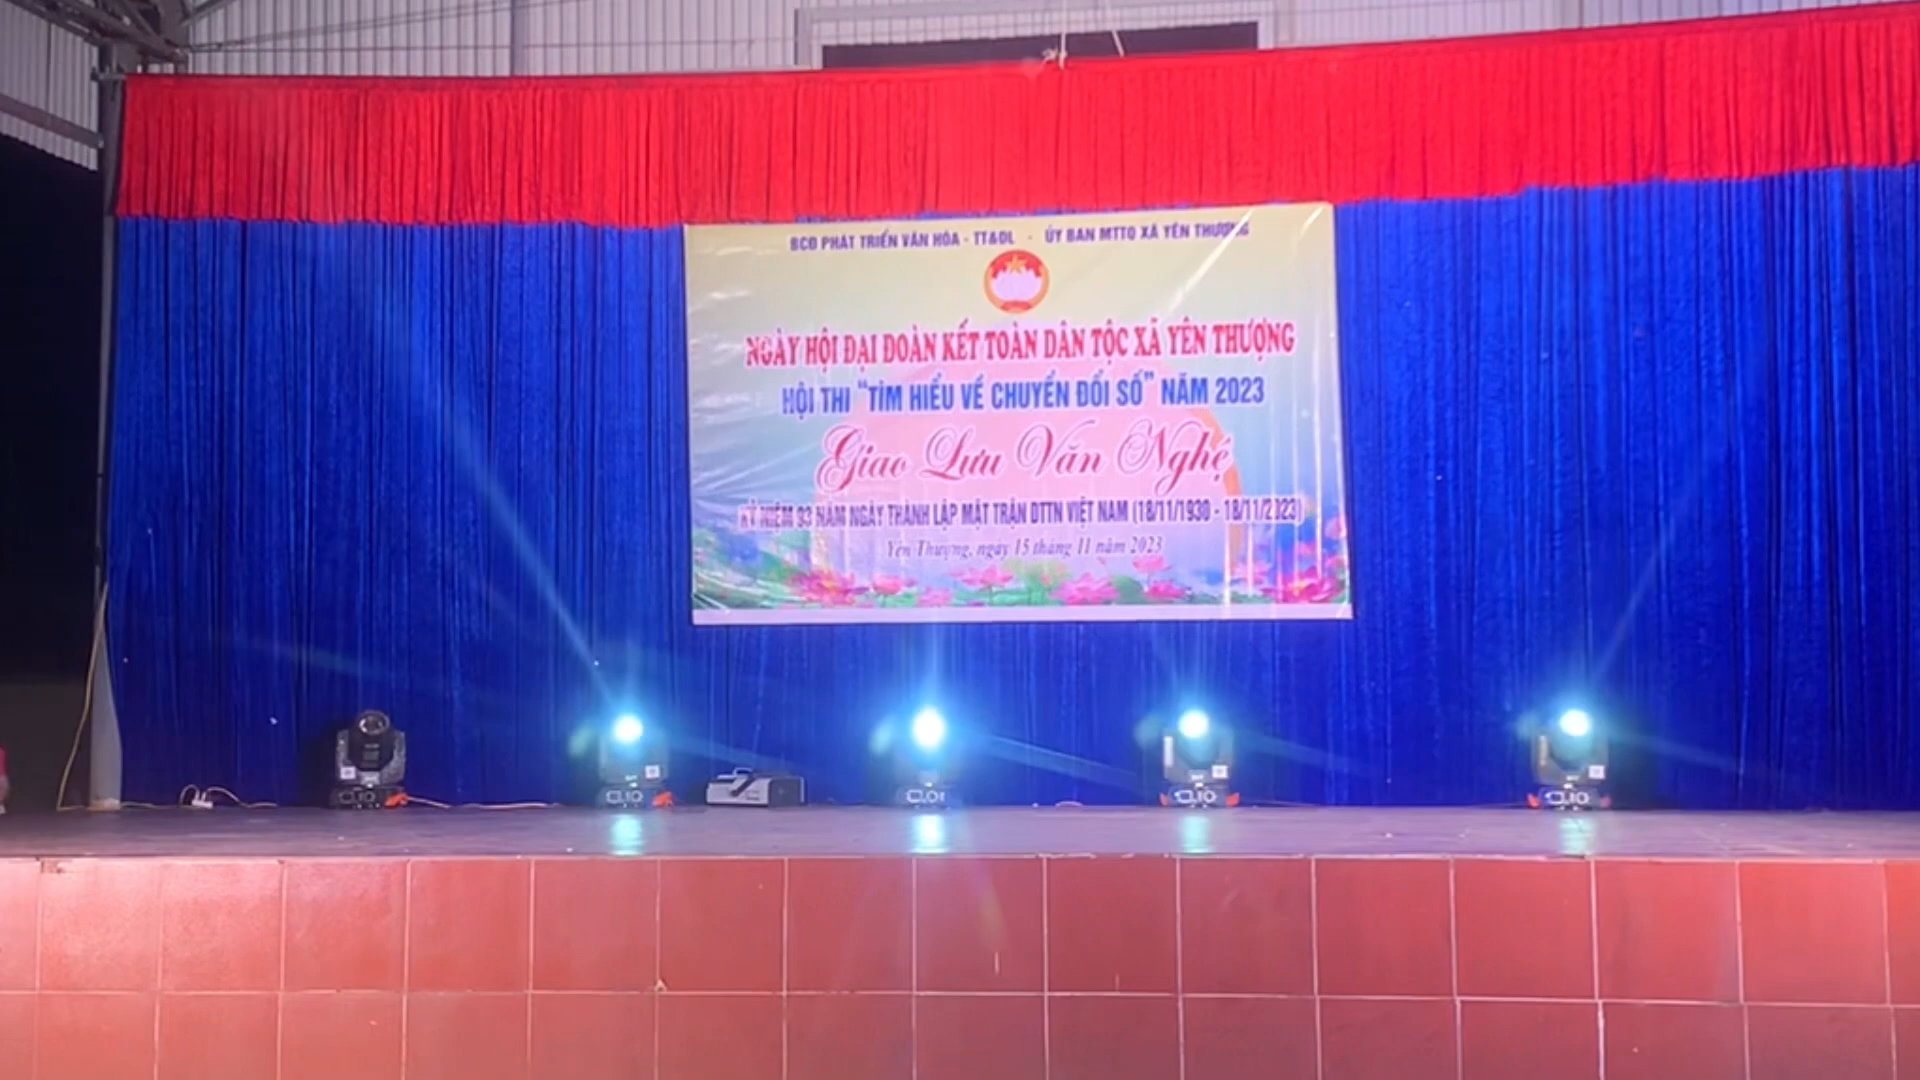 BCĐ PHÁT TRIỂN VĂN HÓA - TT&DL - ỦY BAN MTTQ XÃ YÊN THƯỢNG
NGÀY HỘI ĐẠI ĐOÀN KẾT TOÀN DÂN TỘC XÃ YÊN THƯỢNG
HỘI THI "TÌM HIỂU VỀ CHUYỂN ĐỔI SỐ" NĂM 2023
Giao Lưu Văn Nghệ
KỶ NIỆM 93 NĂM NGÀY THÀNH LẬP MẶT TRẬN DTTN VIỆT NAM (18/11/1930 - 18/11/2023)
Yên Thượng, ngày 15 tháng 11 năm 2023